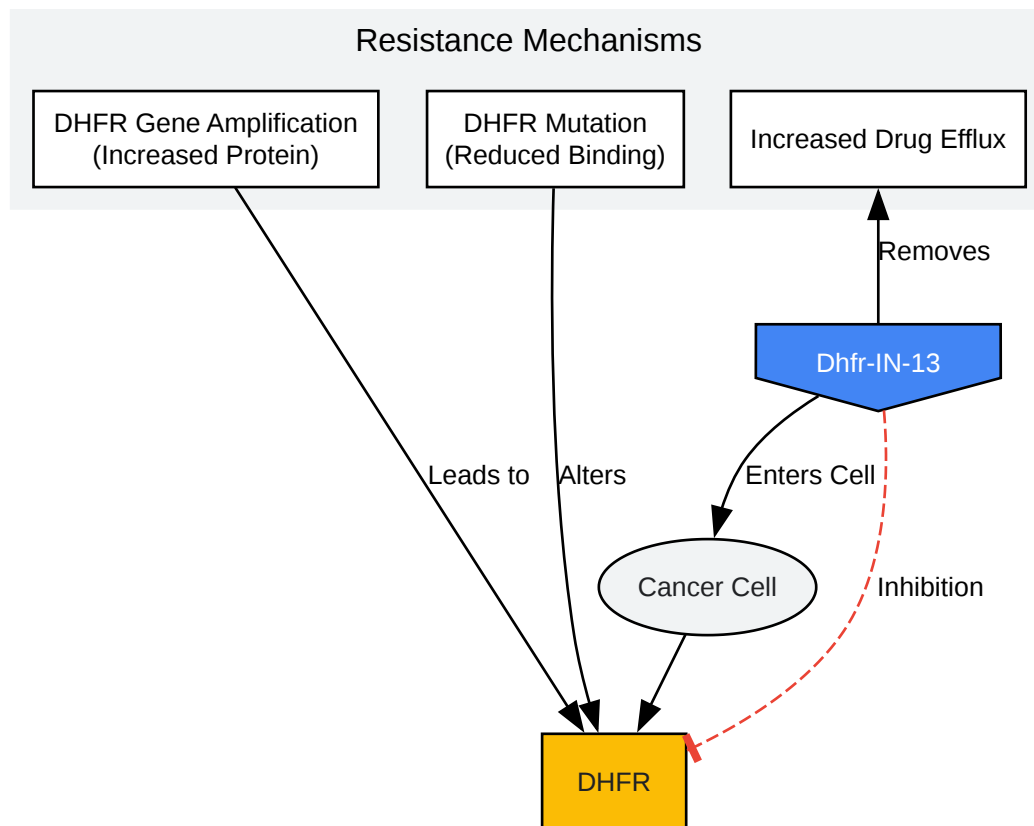 Resistance Mechanisms
DHFR Gene Amplification
(Increased Protein)
DHFR Mutation
(Reduced Binding)
Increased Drug Efflux
Removes
Dhfr-IN-13
Leads to
Alters
Enters Cell
Cancer Cell
Inhibition
DHFR